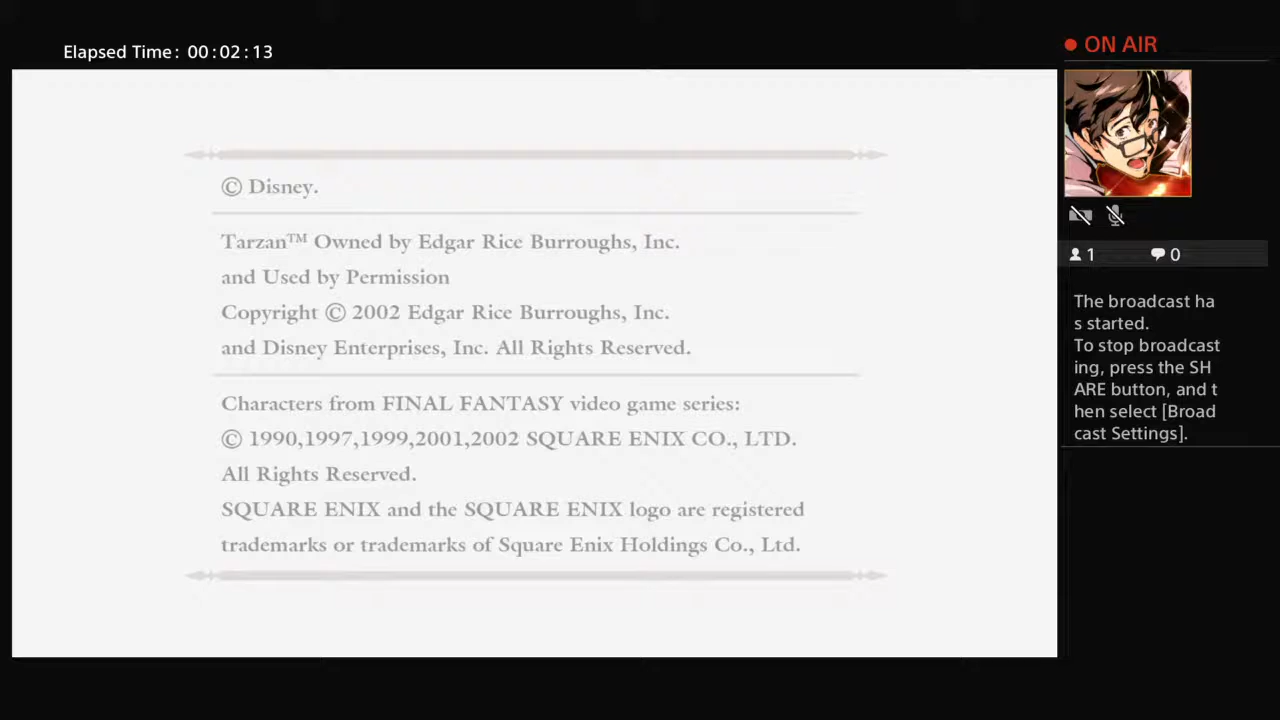 Elapsed Time: 00:02:13
ON AIR
© Disney.
Tarzan™ Owned by Edgar Rice Burroughs, Inc.
and Used by Permission
Copyright © 2002 Edgar Rice Burroughs, Inc.
and Disney Enterprises, Inc. All Rights Reserved.
Characters from FINAL FANTASY video game series:
© 1990,1997,1999,2001,2002 SQUARE ENIX CO., LTD.
All Rights Reserved.
SQUARE ENIX and the SQUARE ENIX logo are registered
trademarks or trademarks of Square Enix Holdings Co., Ltd.
1 0
The broadcast ha
s started.
To stop broadcast
ing, press the SH
ARE button, and t
hen select [Broad
cast Settings].